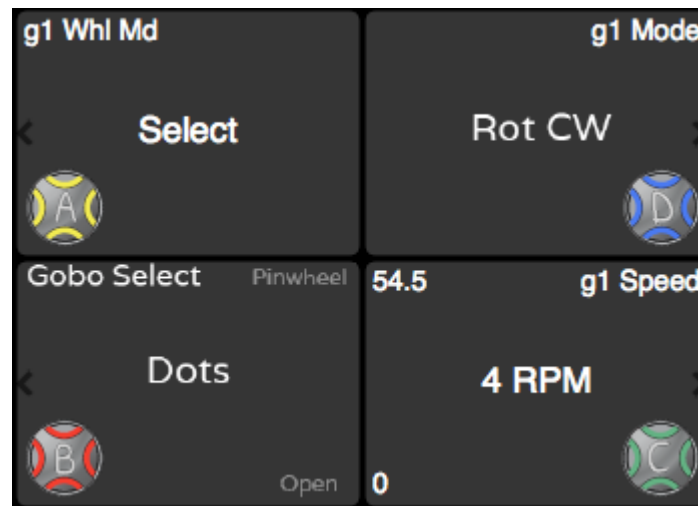 g1 Whl Md
Select
A
g1 Mode
Rot CW
D
Gobo Select Pinwheel
Dots
B
Open
54.5 g1 Speed
4 RPM
C
0